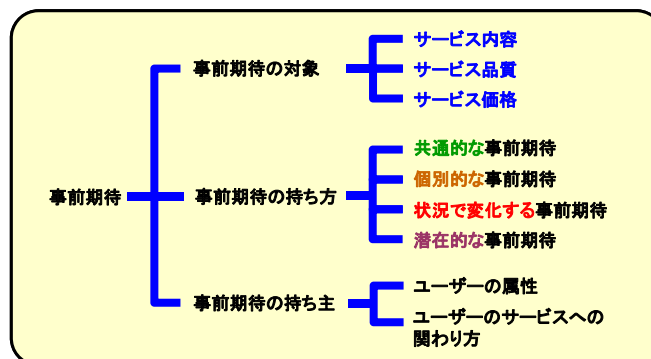 事前期待
事前期待の対象
サービス内容
サービス品質
サービス価格
事前期待の持ち方
共通的な事前期待
個別的な事前期待
状況で変化する事前期待
潜在的な事前期待
事前期待の持ち主
ユーザーの属性
ユーザーのサービスへの
関わり方